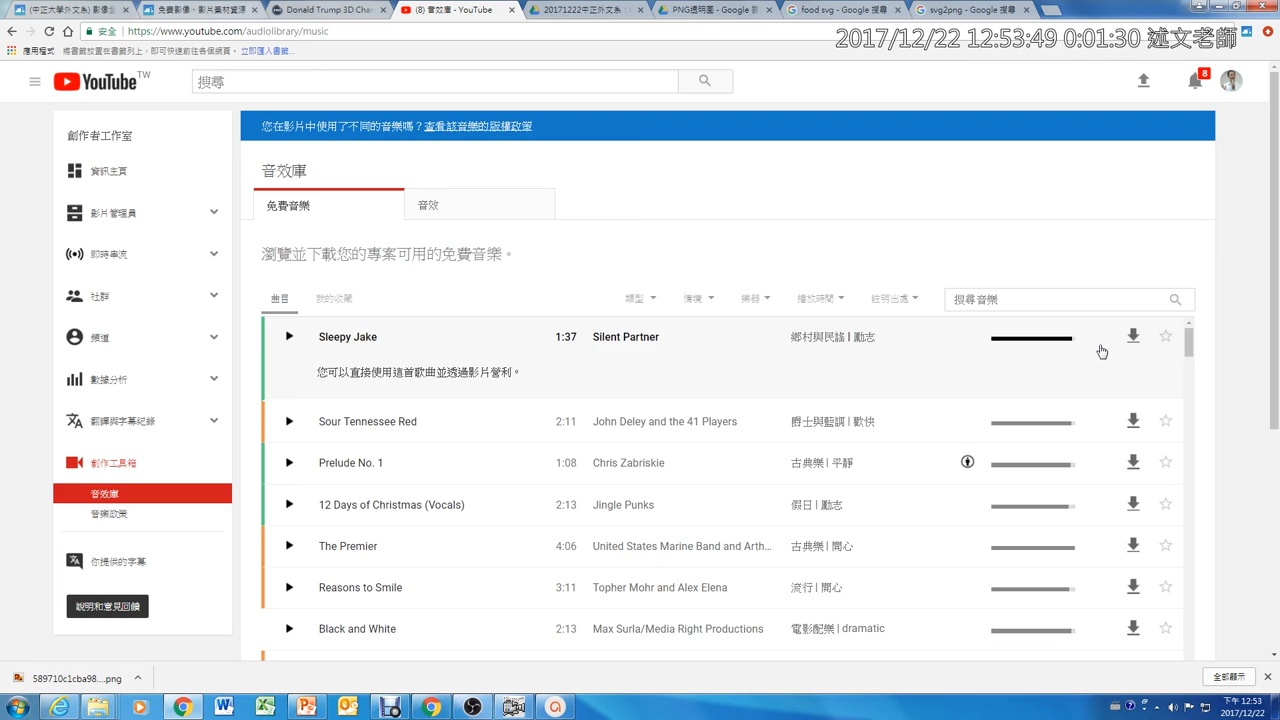 (中正大學外文系) 影像企
免費影像、影片素材資源
Donald Trump 3D Char
(8) 音效庫 - YouTube
20171222中正外文系
PNG透明圖 - Google 雲
food svg - Google 搜尋
svg2png - Google 搜尋
安全 https://www.youtube.com/audiolibrary/music
2017/12/22 12:53:49 0:01:30 述文老師
應用程式 將書籤放置在書籤列上，即可快速前往各個網頁。 立即匯入書籤...
YouTube TW
搜尋
8
創作者工作室
資訊主頁
影片管理員
即時串流
社群
頻道
數據分析
翻譯與字幕紀錄
創作工具箱
音效庫
音樂政策
你提供的字幕
說明和意見回饋
您在影片中使用了不同的音樂嗎？查看該音樂的版權政策
音效庫
免費音樂 音效
瀏覽並下載您的專案可用的免費音樂。
曲目 我的收藏 類型 情境 樂器 播放時間 註明出處 搜尋音樂
Sleepy Jake 1:37 Silent Partner 鄉村與民謠 | 勵志
您可以直接使用這首歌曲並透過影片營利。
Sour Tennessee Red 2:11 John Deley and the 41 Players 爵士與藍調 | 歡快
Prelude No. 1 1:08 Chris Zabriskie 古典樂 | 平靜
12 Days of Christmas (Vocals) 2:13 Jingle Punks 假日 | 勵志
The Premier 4:06 United States Marine Band and Arth... 古典樂 | 開心
Reasons to Smile 3:11 Topher Mohr and Alex Elena 流行 | 開心
Black and White 2:13 Max Surla/Media Right Productions 電影配樂 | dramatic
589710c1cba98....png
全部顯示
下午 12:53
2017/12/22